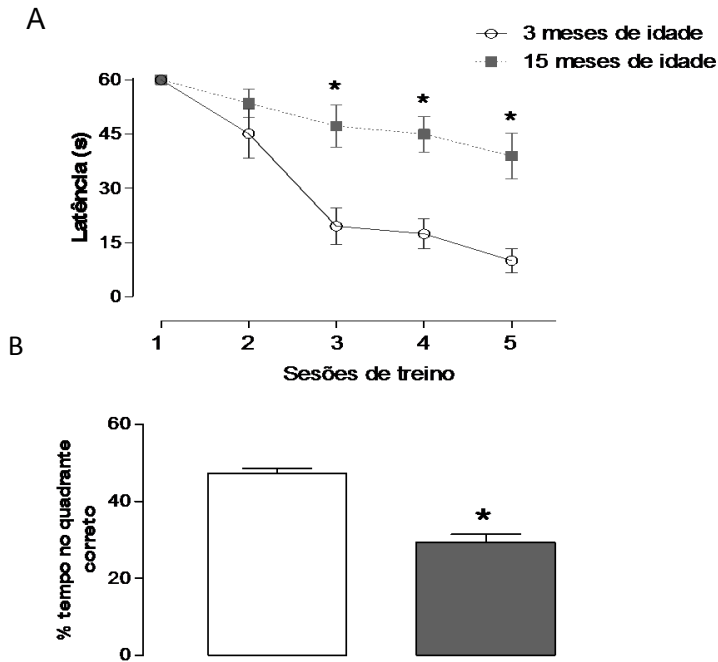 A
3 meses de idade
15 meses de idade
60
45
30
15
0
Latência (s)
*
*
*
1 2 3 4 5
Sesões de treino
B
60
40
20
0
% tempo no quadrante
correto
*